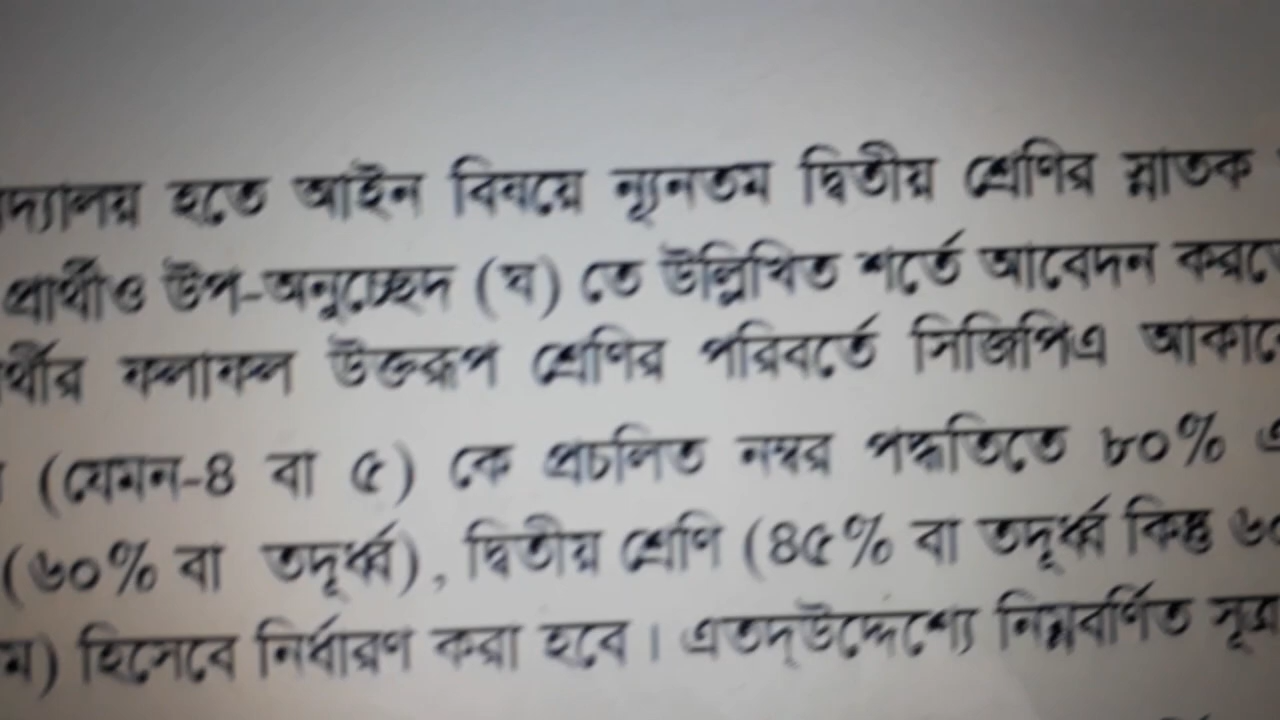 দ্যালয় হতে আইন বিষয়ে ন্যূনতম দ্বিতীয় শ্রেণির স্নাতক
প্রার্থীও উপ-অনুচ্ছেদ (ঘ) তে উল্লিখিত শর্তে আবেদন করতে
র্থীর ফলাফল উক্তরূপ শ্রেণির পরিবর্তে সিজিপিএ আকারে
(যেমন-৪ বা ৫) কে প্রচলিত নম্বর পদ্ধতিতে ৮০%
(৬০% বা তদূর্ধ্ব), দ্বিতীয় শ্রেণি (৪৫% বা তদূর্ধ্ব কিন্তু ৬০
ম) হিসেবে নির্ধারণ করা হবে। এতদ্উদ্দেশ্যে নিম্নবর্ণিত সূত্র